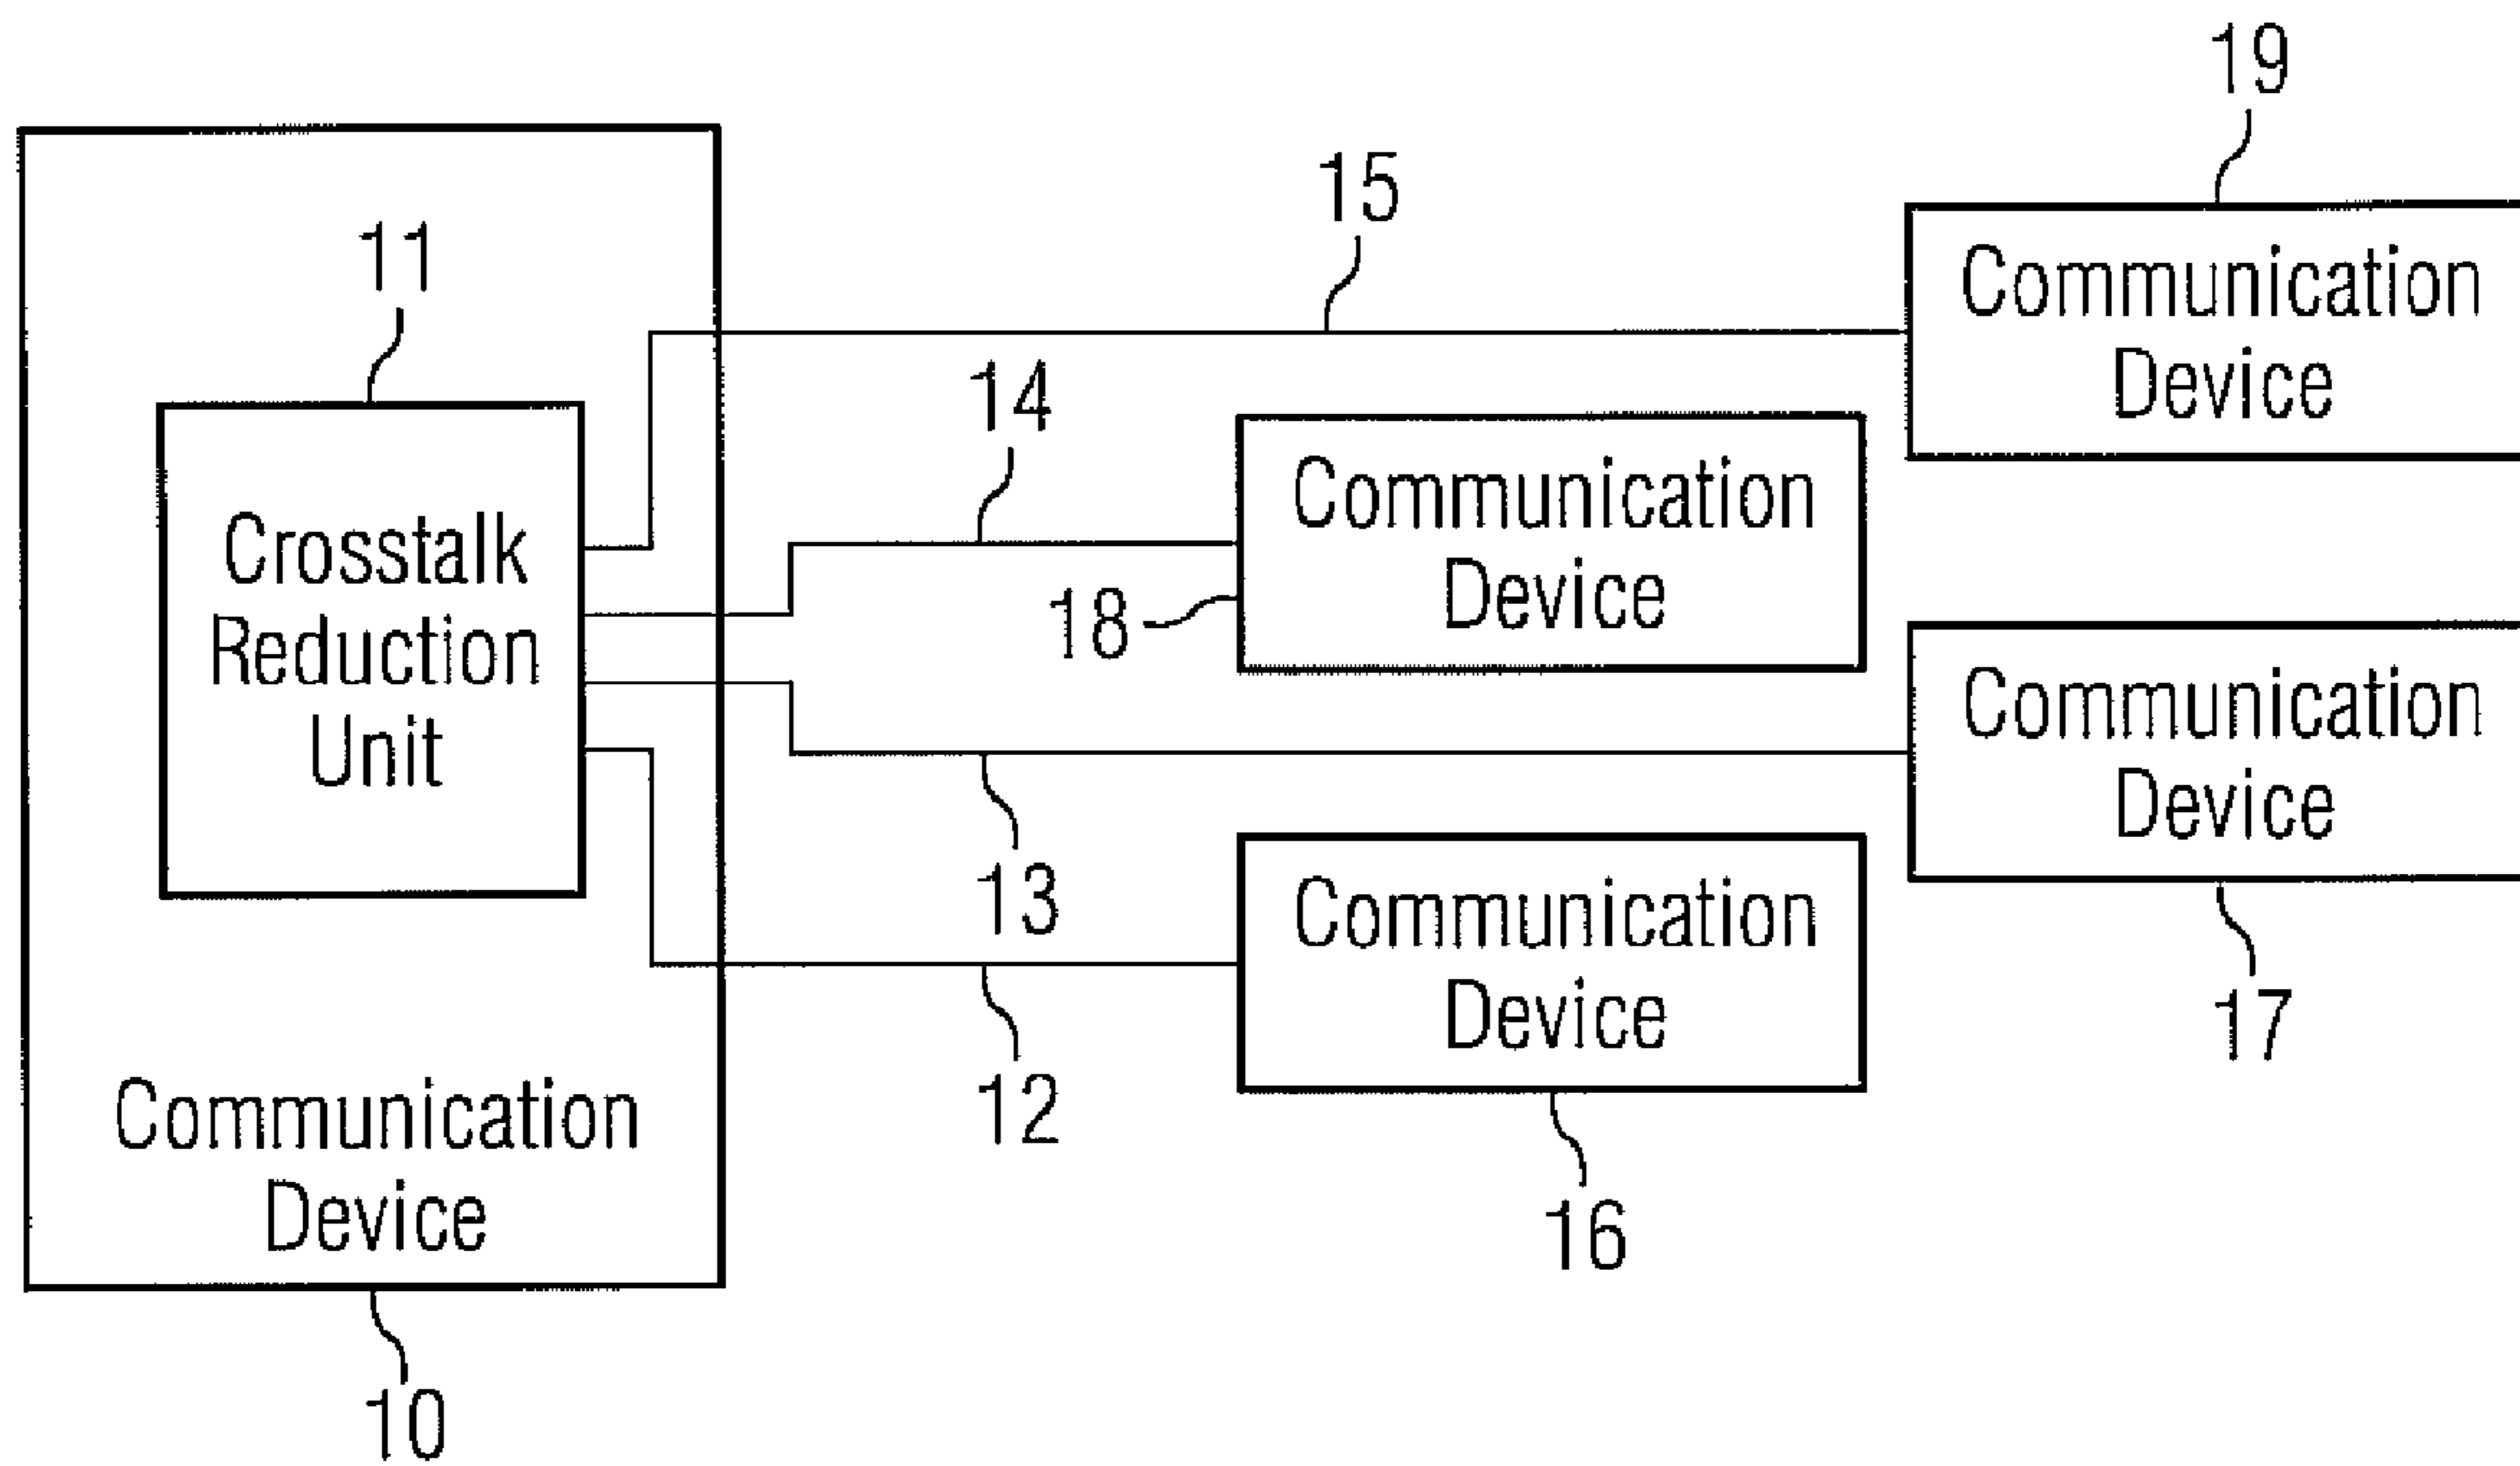 19
15
11
Communication
Device
14
Communication
Device
18
Crosstalk
Reduction
Unit
Communication
Device
13
Communication
Device
17
12
Communication
Device
16
10